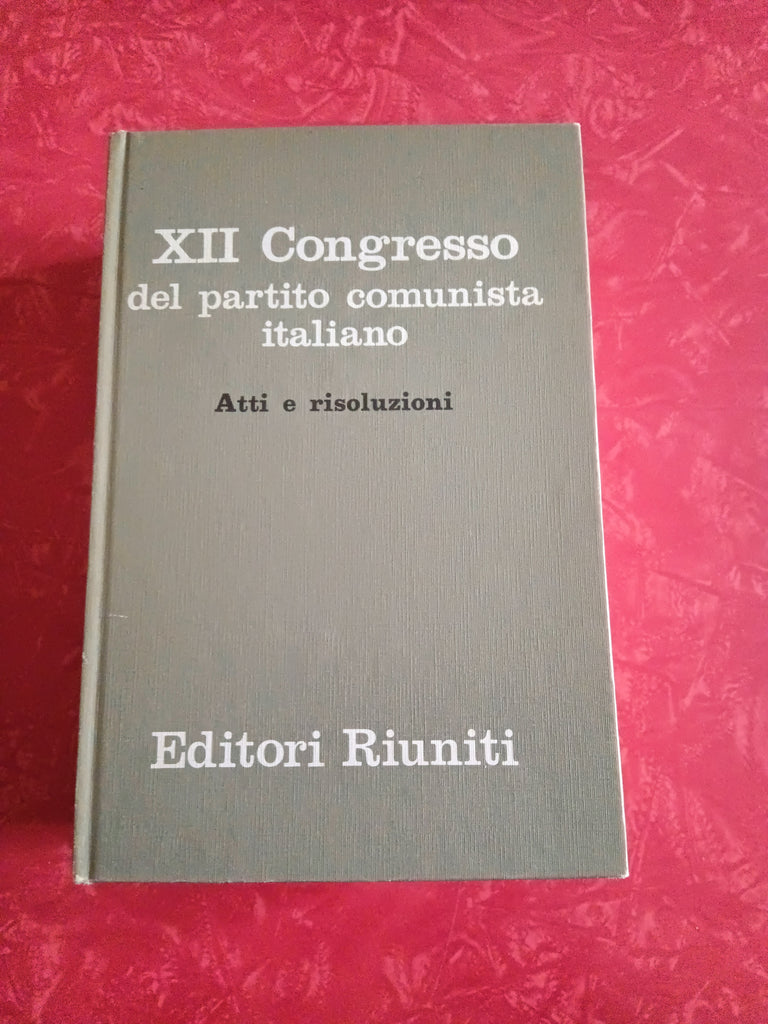 XII Congresso
del partito comunista
italiano
Atti e risoluzioni
Editori Riuniti